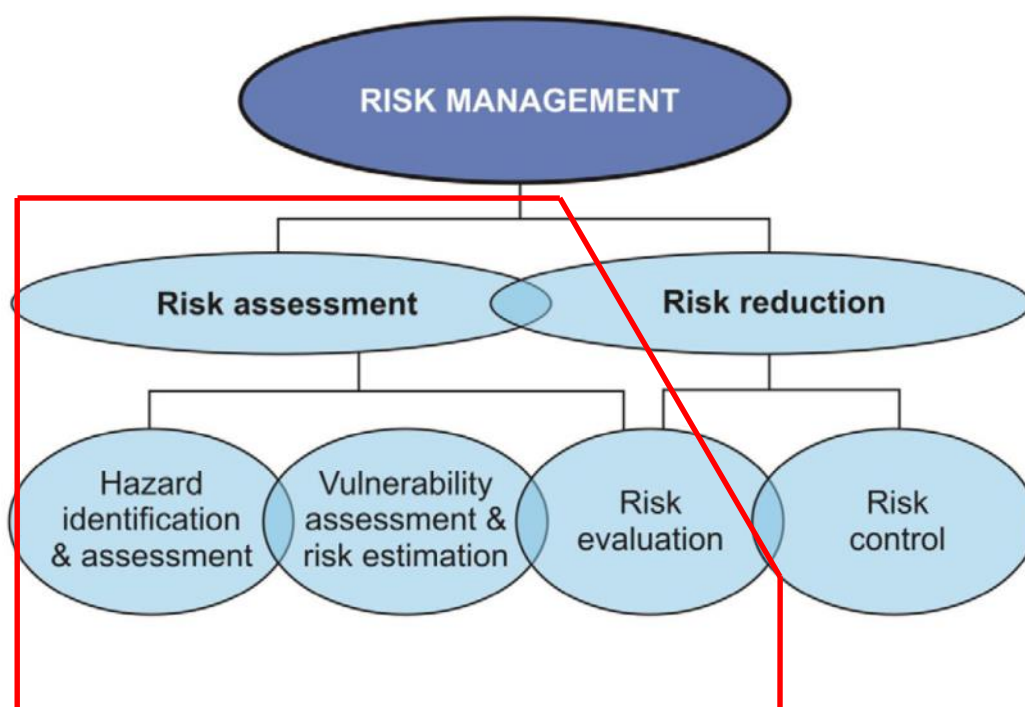 RISK MANAGEMENT
Risk assessment
Risk reduction
Hazard
identification
& assessment
Vulnerability
assessment &
risk estimation
Risk
evaluation
Risk
control